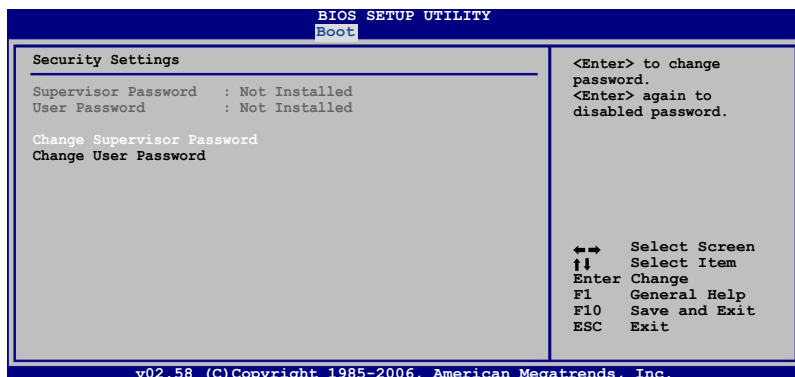 BIOS SETUP UTILITY
Boot
Security Settings
Supervisor Password : Not Installed
User Password : Not Installed
Change Supervisor Password
Change User Password
<Enter> to change
password.
<Enter> again to
disabled password.
←→ Select Screen
↑↓ Select Item
Enter Change
F1 General Help
F10 Save and Exit
ESC Exit
v02.58 (C)Copyright 1985-2006, American Megatrends, Inc.